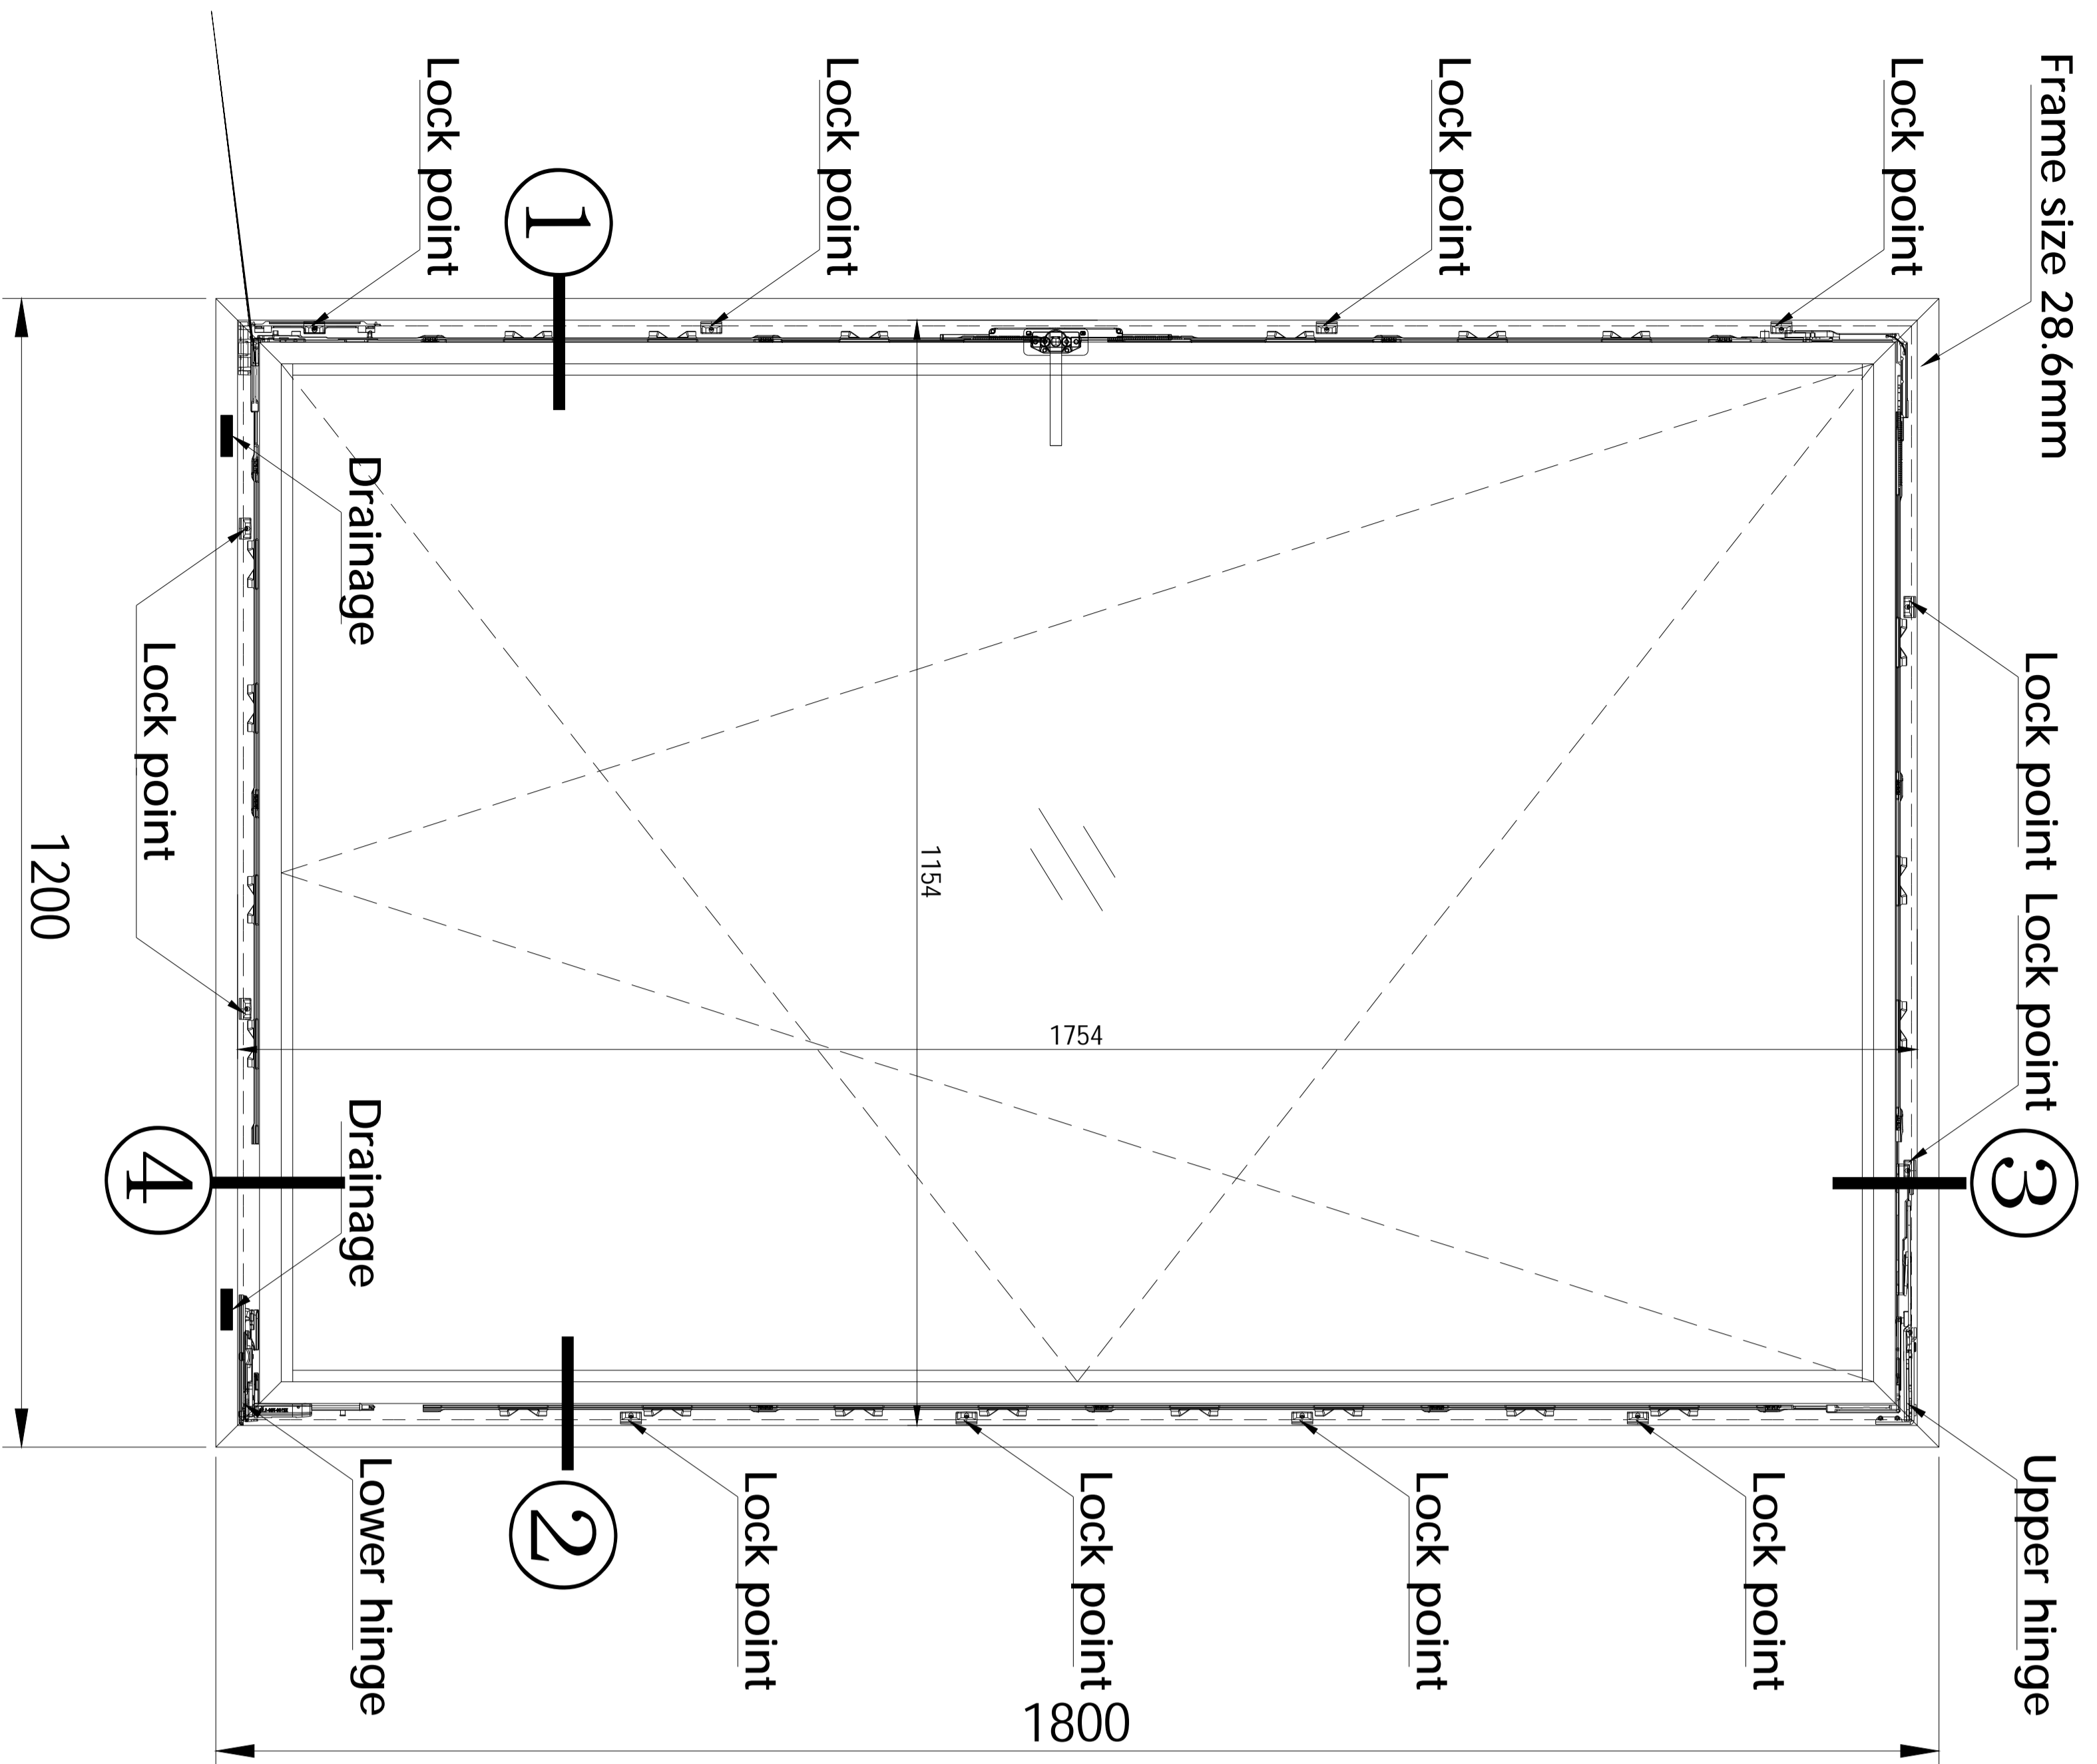 Frame size 28.6mm
Lock point
Lock point
Upper hinge
3
Lock point
Lock point
Lock point
Lock point
1754
1800
1154
Lock point
Lock point
1
2
Lock point
Lock point
Drainage
Drainage
Lower hinge
Lock point
4
1200